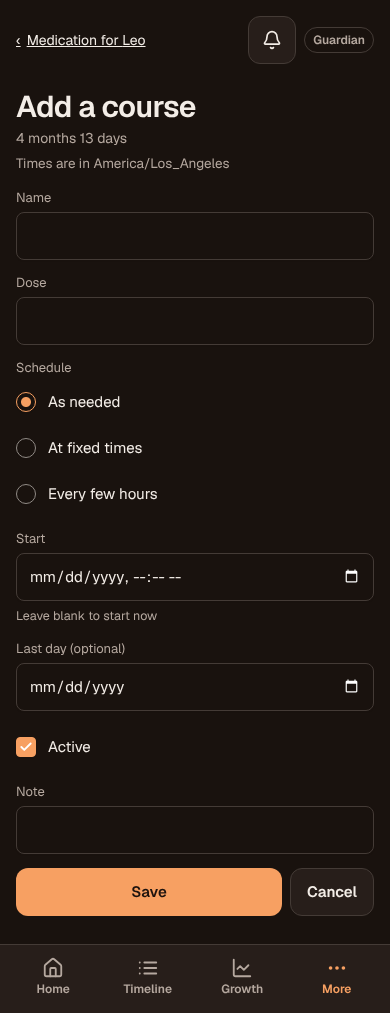 ‹ Medication for Leo
Guardian
Add a course
4 months 13 days
Times are in America/Los_Angeles
Name
Dose
Schedule
As needed
At fixed times
Every few hours
Start
mm/dd/yyyy, --:-- --
Leave blank to start now
Last day (optional)
mm/dd/yyyy
Active
Note
Save
Cancel
Home
Timeline
Growth
More